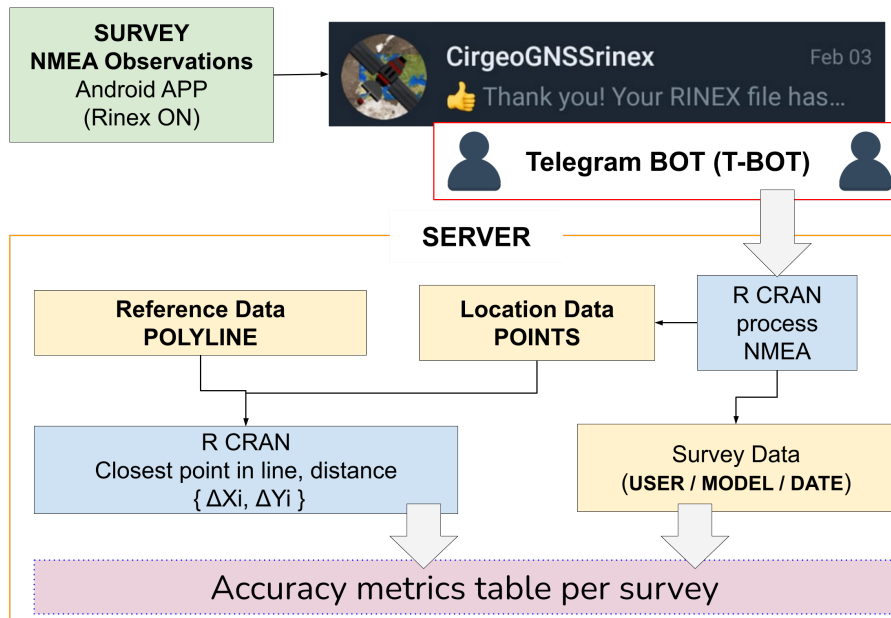 SURVEY
NMEA Observations
Android APP
(Rinex ON)
CirgeoGNSSrinex
Feb 03
👍 Thank you! Your RINEX file has...
Telegram BOT (T-BOT)
SERVER
Reference Data
POLYLINE
Location Data
POINTS
R CRAN
process
NMEA
R CRAN
Closest point in line, distance
{ ΔXi, ΔYi }
Survey Data
(USER / MODEL / DATE)
Accuracy metrics table per survey